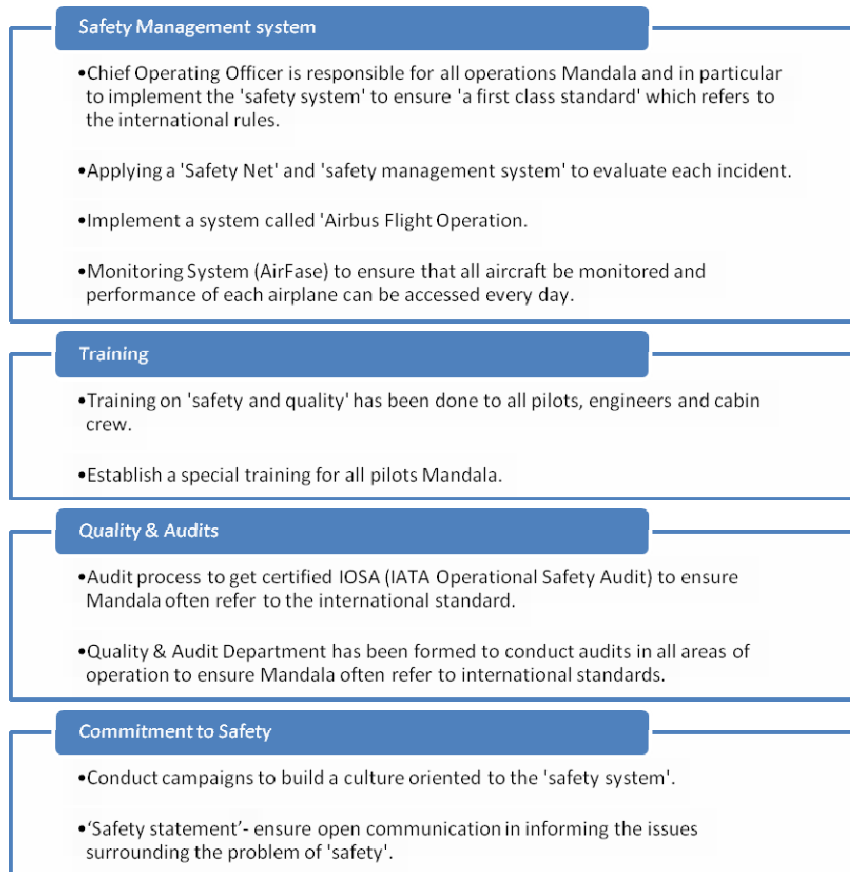 Safety Management system
•Chief Operating Officer is responsible for all operations Mandala and in particular
to implement the 'safety system' to ensure 'a first class standard' which refers to
the international rules.
•Applying a 'Safety Net' and 'safety management system' to evaluate each incident.
•Implement a system called 'Airbus Flight Operation.
•Monitoring System (AirFase) to ensure that all aircraft be monitored and
performance of each airplane can be accessed every day.
Training
•Training on 'safety and quality' has been done to all pilots, engineers and cabin
crew.
•Establish a special training for all pilots Mandala.
Quality & Audits
•Audit process to get certified IOSA (IATA Operational Safety Audit) to ensure
Mandala often refer to the international standard.
•Quality & Audit Department has been formed to conduct audits in all areas of
operation to ensure Mandala often refer to international standards.
Commitment to Safety
•Conduct campaigns to build a culture oriented to the 'safety system'.
•‘Safety statement’- ensure open communication in informing the issues
surrounding the problem of 'safety'.